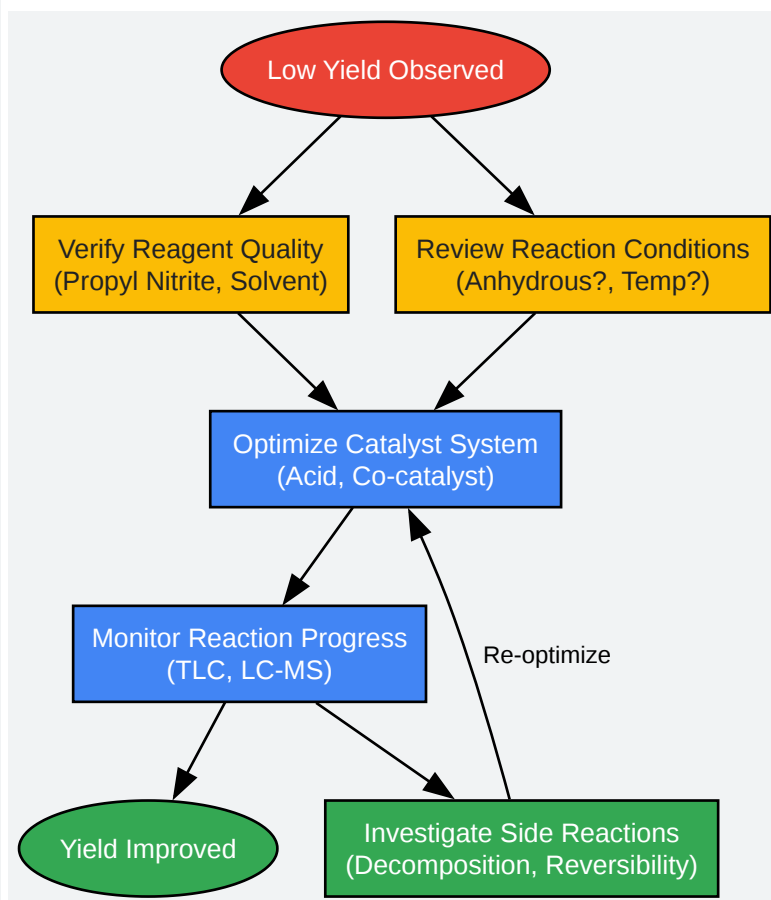 Low Yield Observed
Verify Reagent Quality
(Propyl Nitrite, Solvent)
Review Reaction Conditions
(Anhydrous?, Temp?)
Optimize Catalyst System
(Acid, Co-catalyst)
Monitor Reaction Progress
(TLC, LC-MS)
Re-optimize
Yield Improved
Investigate Side Reactions
(Decomposition, Reversibility)